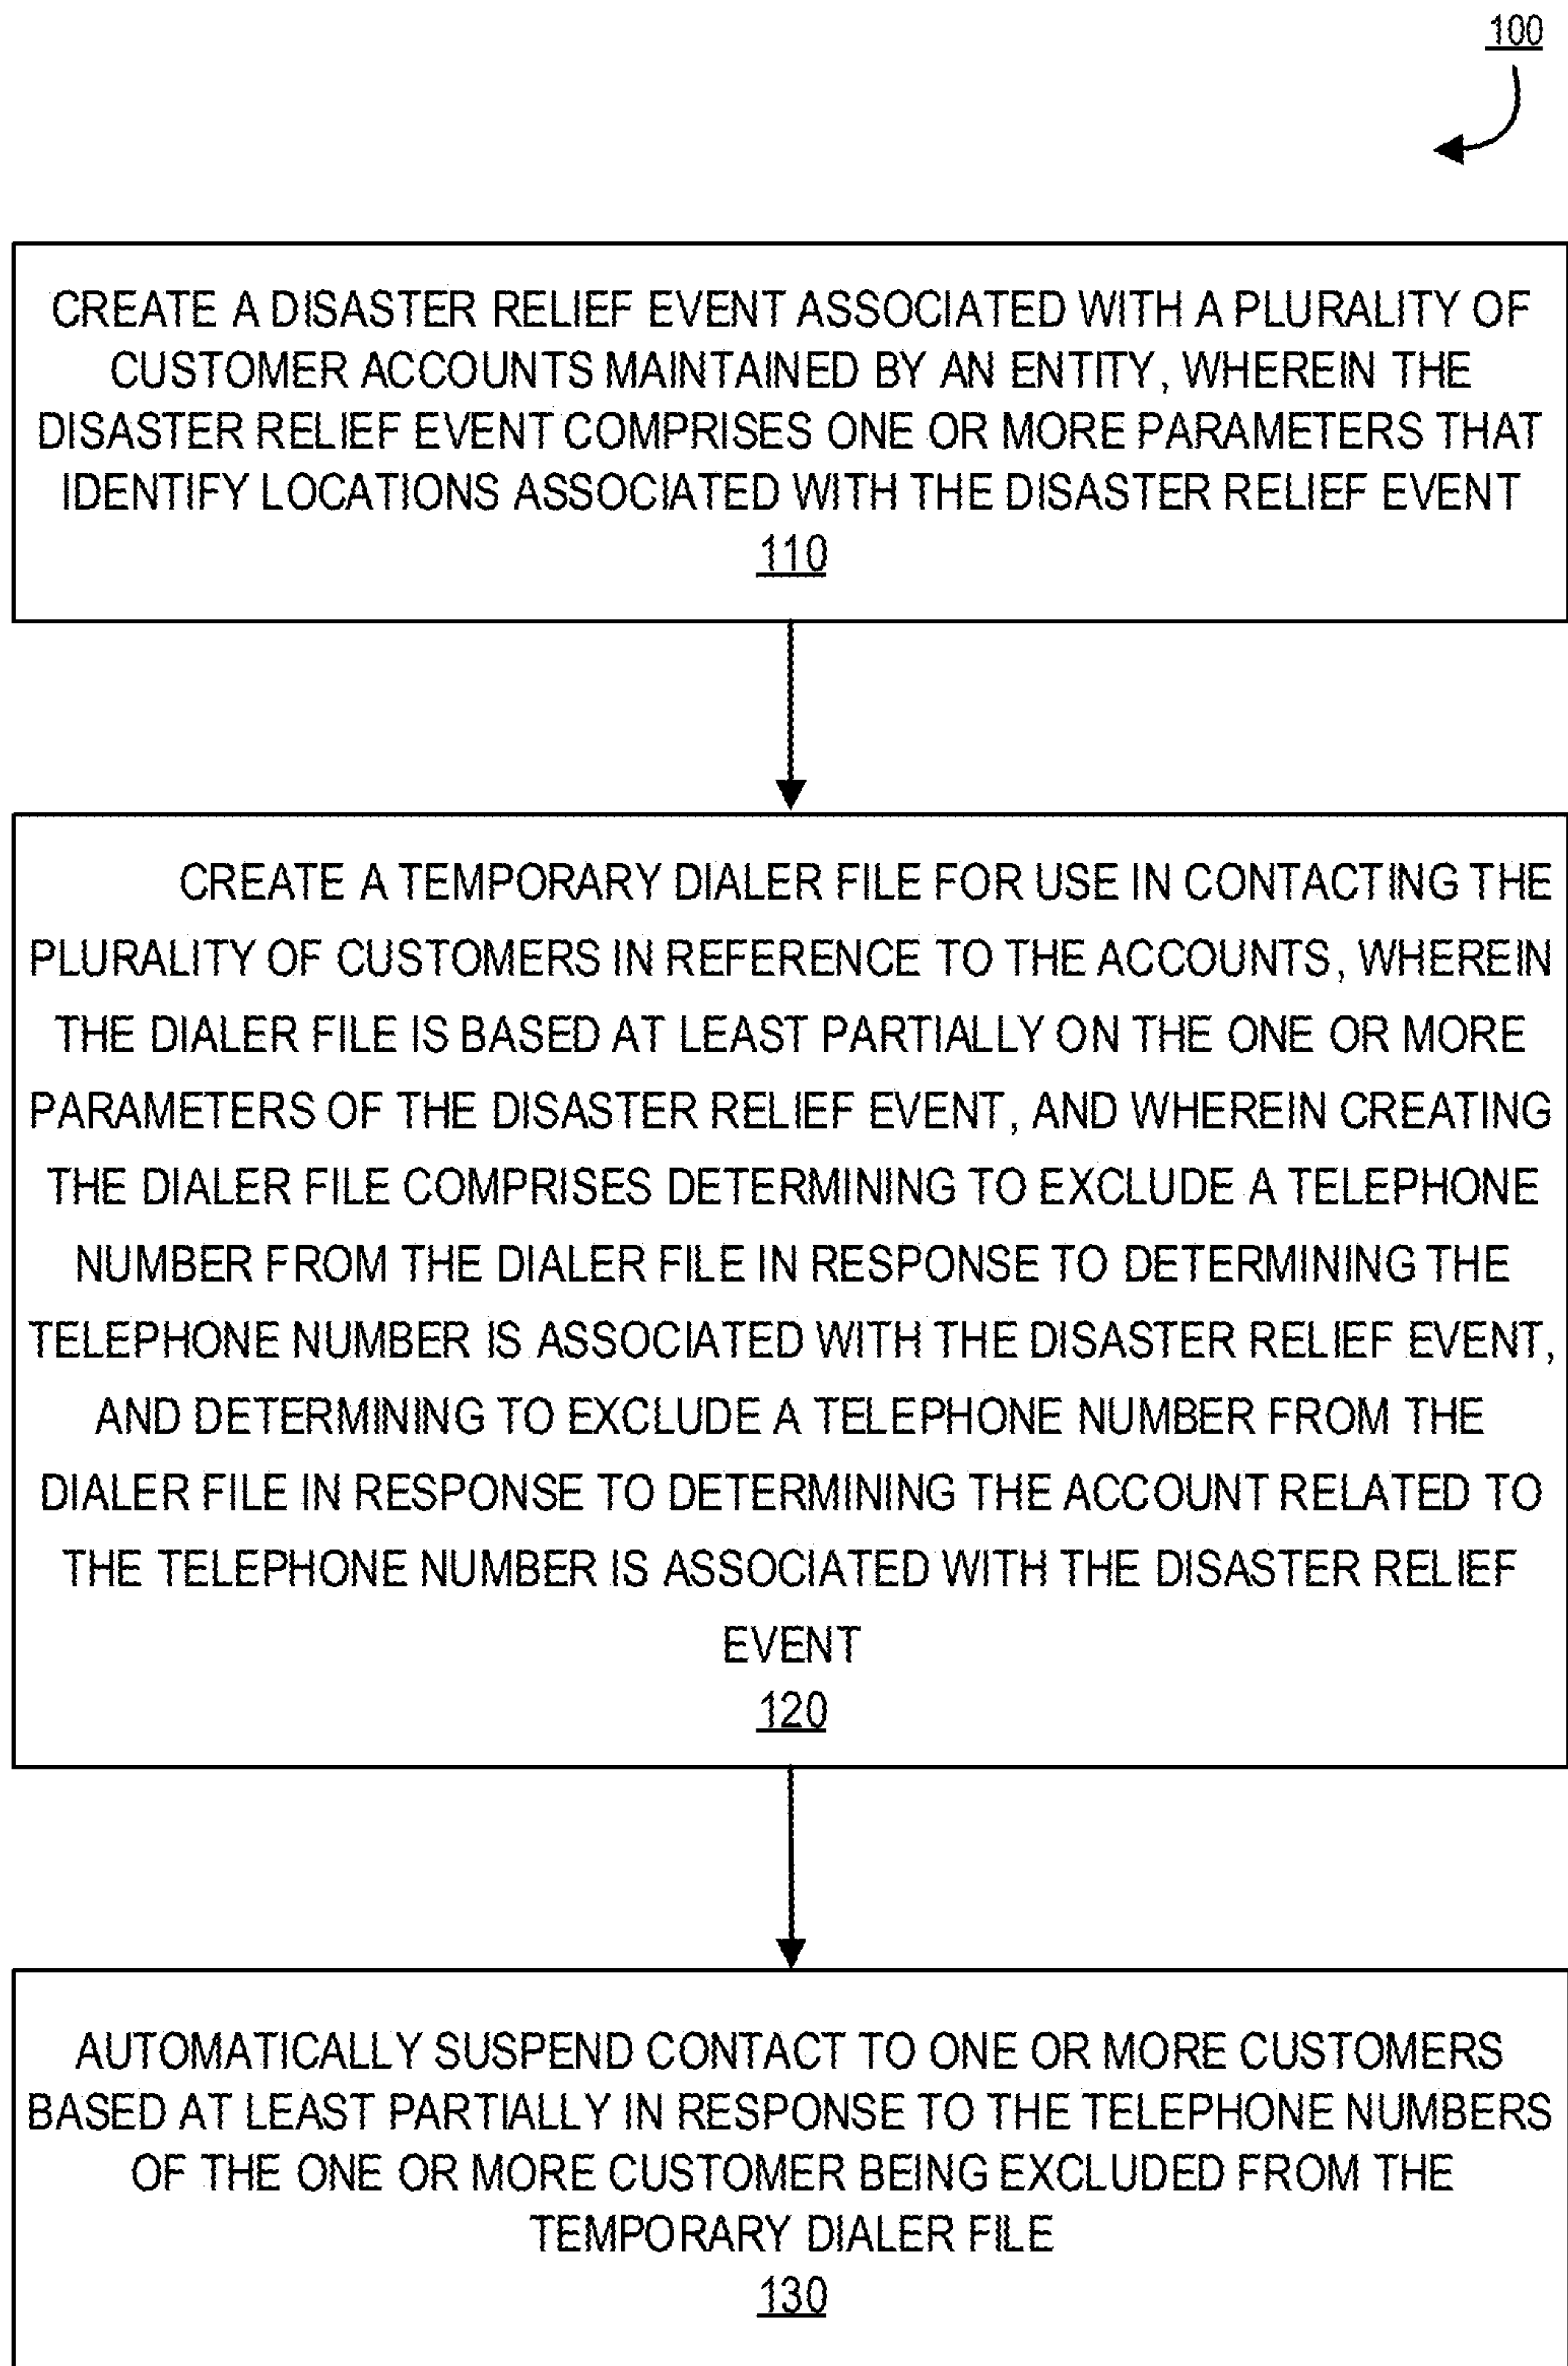 100
CREATE A DISASTER RELIEF EVENT ASSOCIATED WITH A PLURALITY OF
CUSTOMER ACCOUNTS MAINTAINED BY AN ENTITY, WHEREIN THE
DISASTER RELIEF EVENT COMPRISES ONE OR MORE PARAMETERS THAT
IDENTIFY LOCATIONS ASSOCIATED WITH THE DISASTER RELIEF EVENT
110
CREATE A TEMPORARY DIALER FILE FOR USE IN CONTACTING THE
PLURALITY OF CUSTOMERS IN REFERENCE TO THE ACCOUNTS, WHEREIN
THE DIALER FILE IS BASED AT LEAST PARTIALLY ON THE ONE OR MORE
PARAMETERS OF THE DISASTER RELIEF EVENT, AND WHEREIN CREATING
THE DIALER FILE COMPRISES DETERMINING TO EXCLUDE A TELEPHONE
NUMBER FROM THE DIALER FILE IN RESPONSE TO DETERMINING THE
TELEPHONE NUMBER IS ASSOCIATED WITH THE DISASTER RELIEF EVENT,
AND DETERMINING TO EXCLUDE A TELEPHONE NUMBER FROM THE
DIALER FILE IN RESPONSE TO DETERMINING THE ACCOUNT RELATED TO
THE TELEPHONE NUMBER IS ASSOCIATED WITH THE DISASTER RELIEF
EVENT
120
AUTOMATICALLY SUSPEND CONTACT TO ONE OR MORE CUSTOMERS
BASED AT LEAST PARTIALLY IN RESPONSE TO THE TELEPHONE NUMBERS
OF THE ONE OR MORE CUSTOMER BEING EXCLUDED FROM THE
TEMPORARY DIALER FILE
130